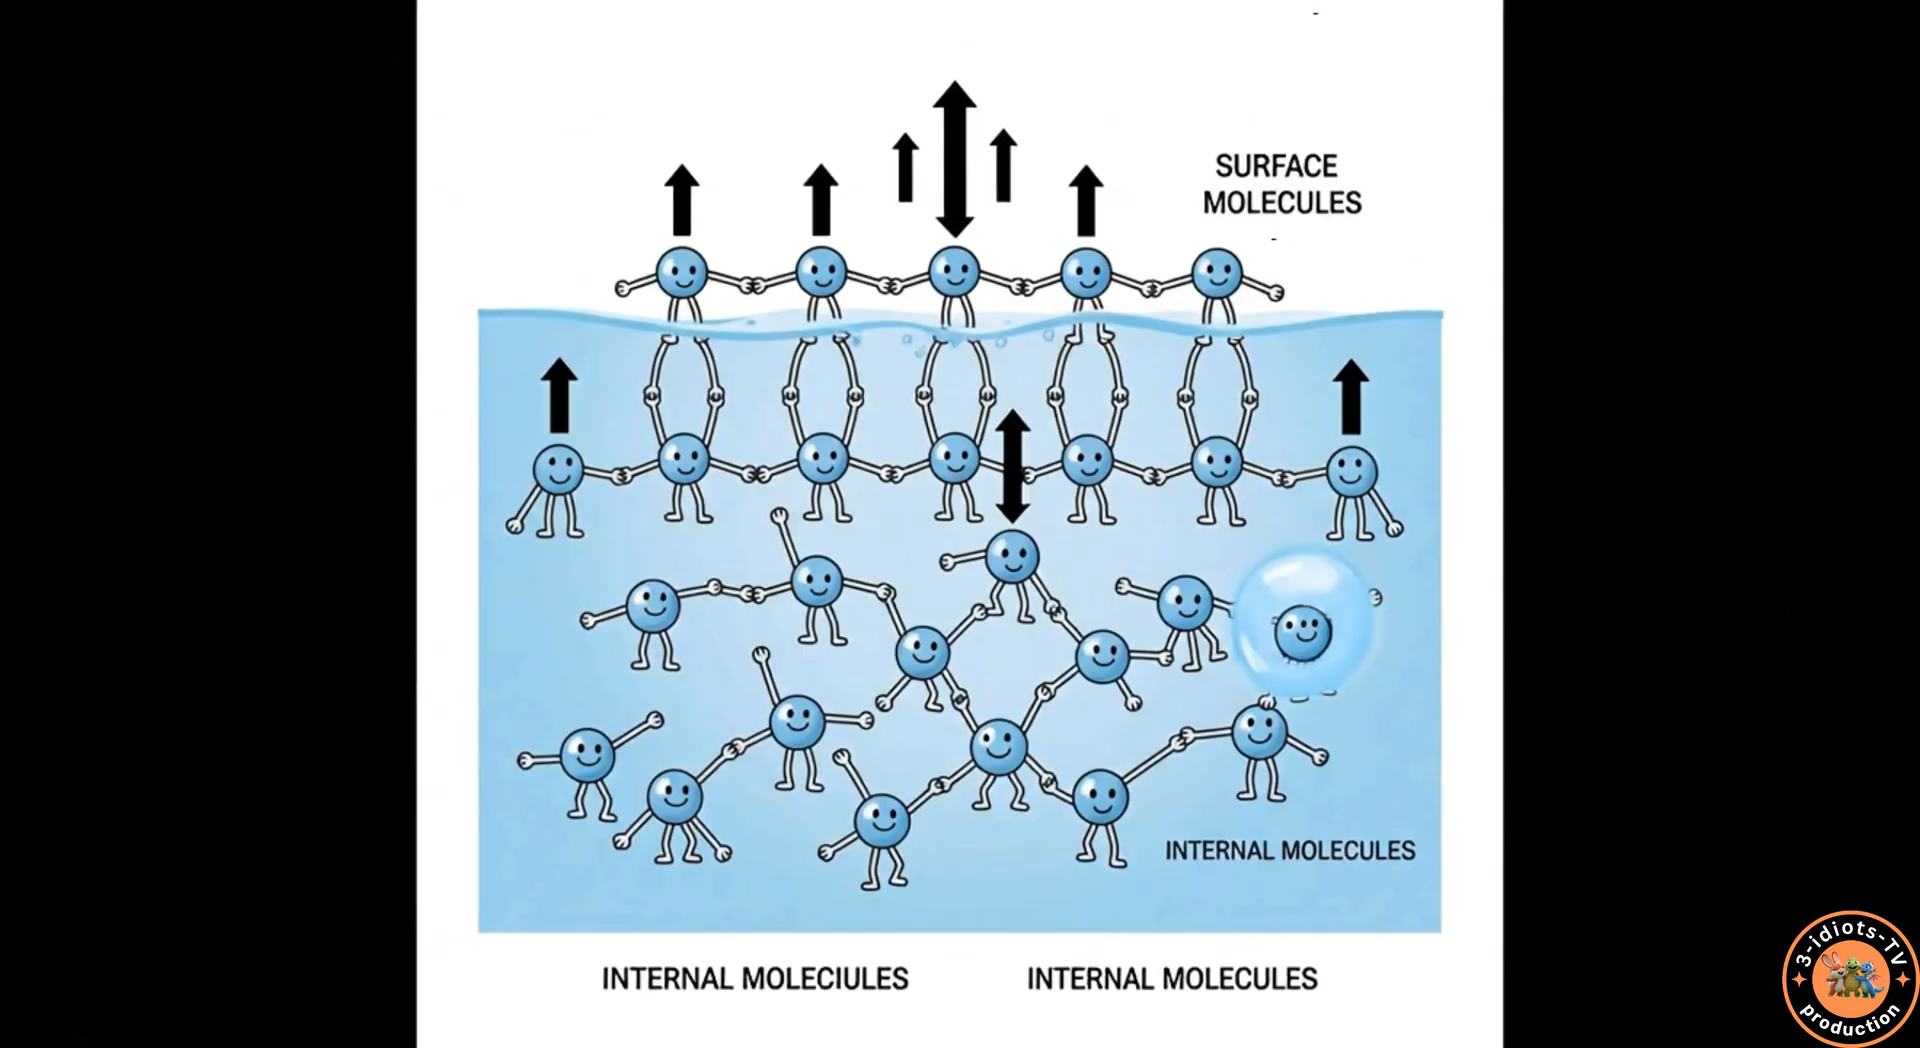 SURFACE
MOLECULES
INTERNAL MOLECULES
INTERNAL MOLECIULES
INTERNAL MOLECULES
3-idiots-TV
production